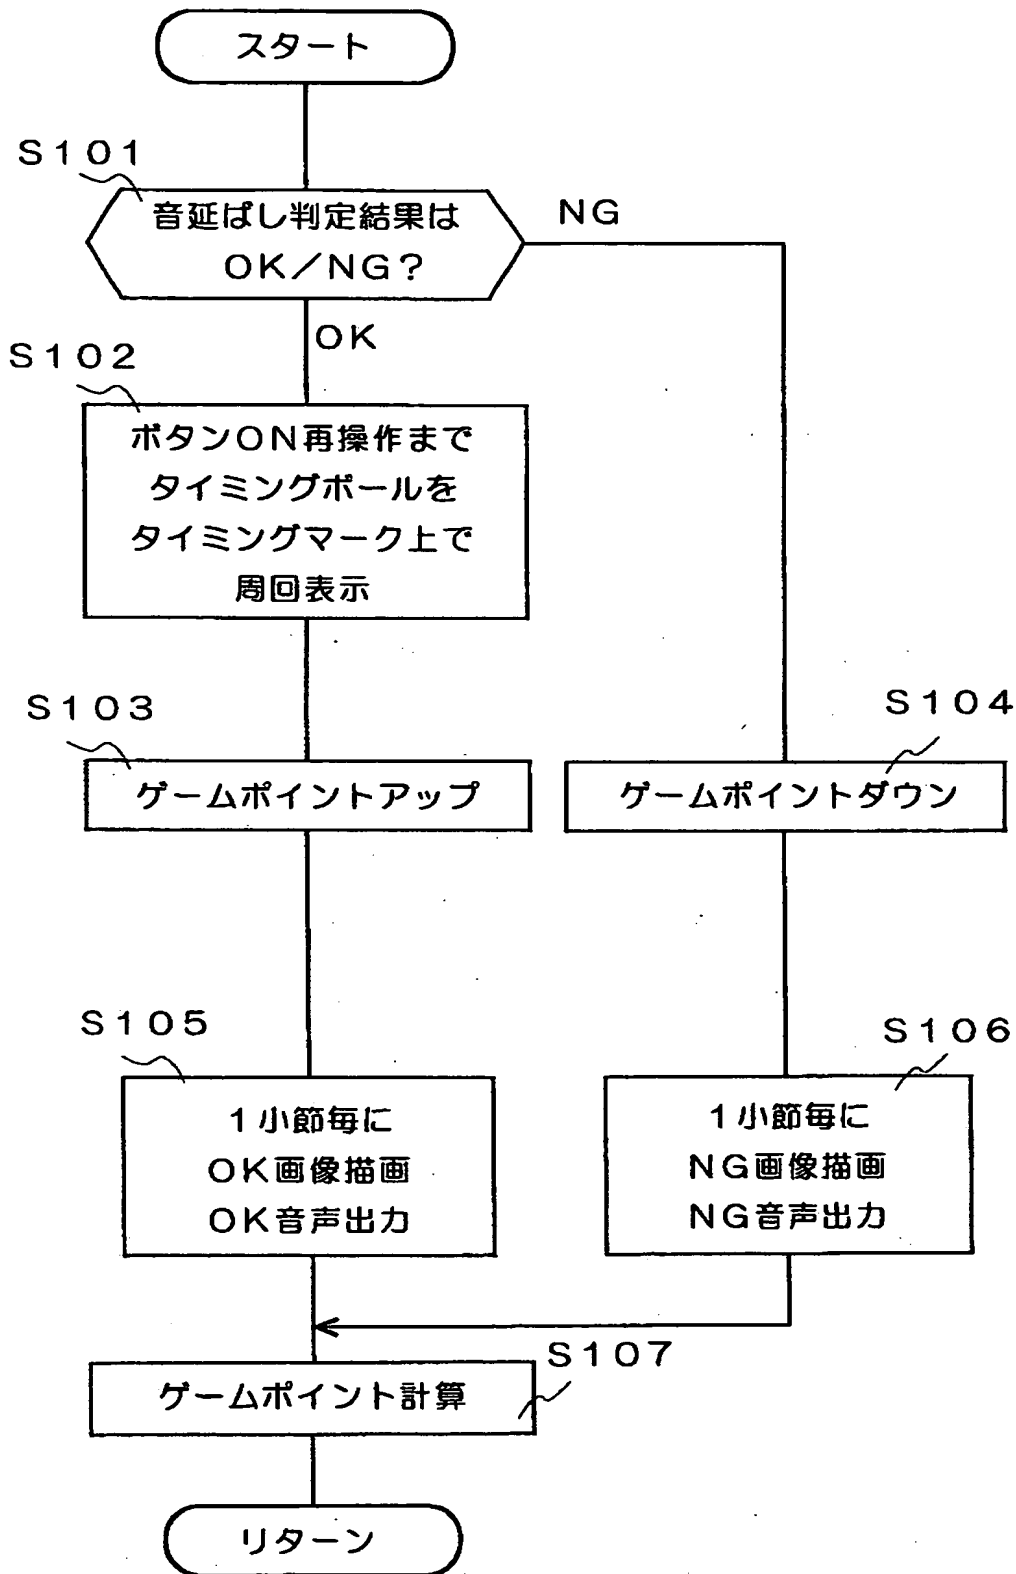 スタート
S101
音延ばし判定結果は
OK/NG?
NG
OK
S102
ボタンON再操作まで
タイミングボールを
タイミングマーク上で
周回表示
S103
ゲームポイントアップ
S104
ゲームポイントダウン
S105
1小節毎に
OK画像描画
OK音声出力
S106
1小節毎に
NG画像描画
NG音声出力
S107
ゲームポイント計算
リターン